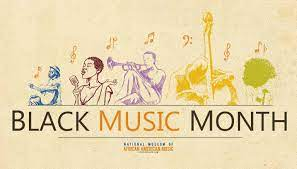 BLACK MUSIC MONTH
NATIONAL MUSEUM OF
AFRICAN AMERICAN MUSIC